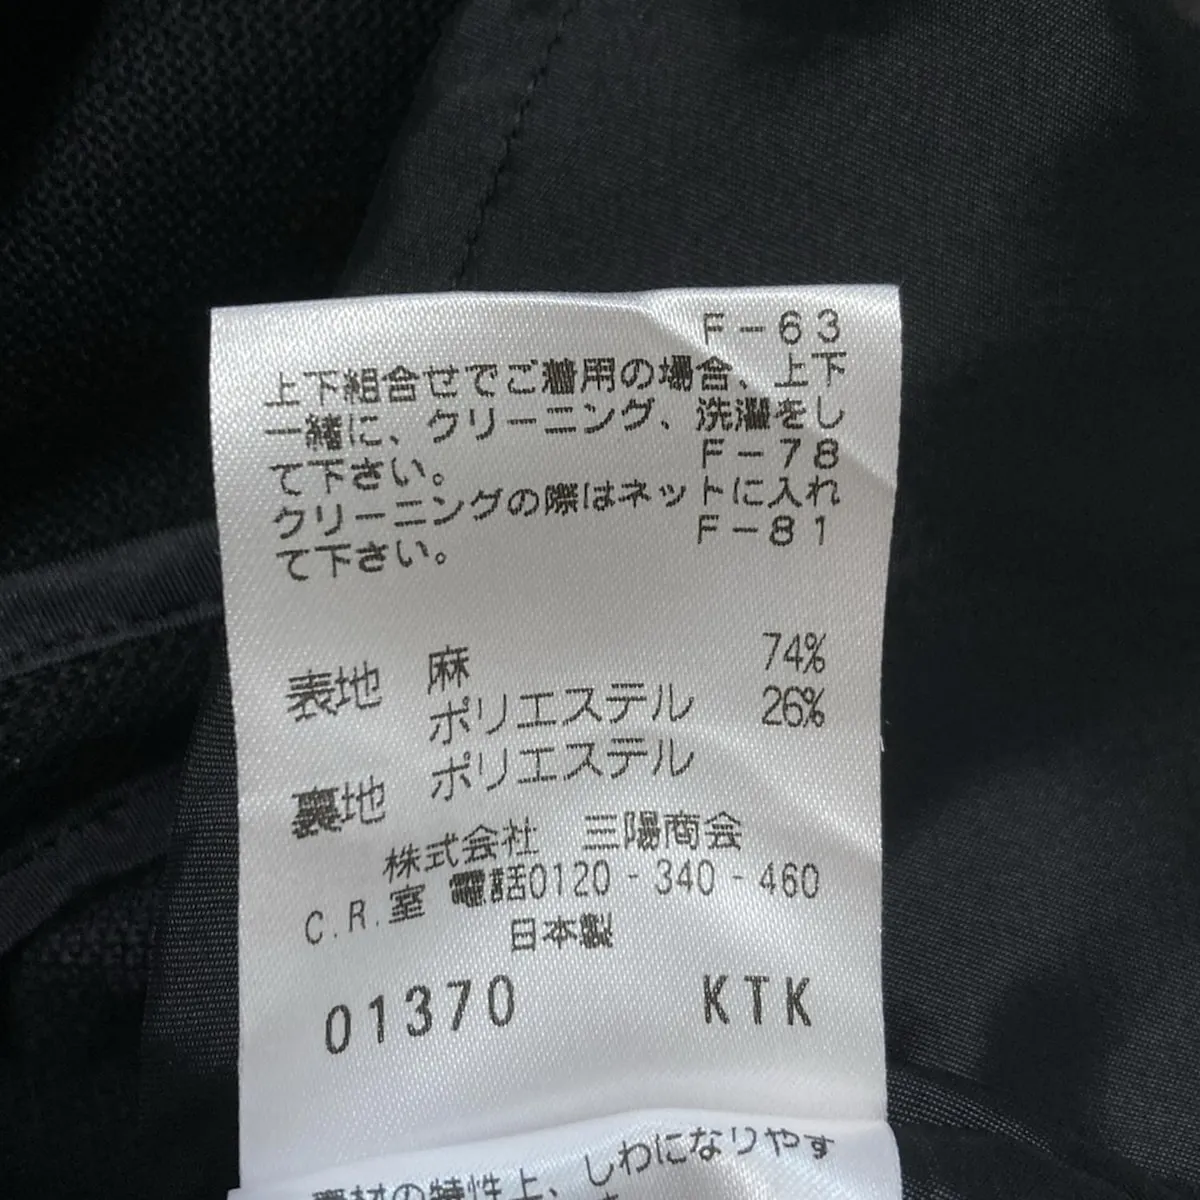 F-63
上下組合せでご着用の場合、上下
一緒に、クリーニング、洗濯をし
て下さい。
F-78
クリーニングの際はネットに入れ
て下さい。
F-81
表地 麻 74%
ポリエステル 26%
裏地 ポリエステル
株式会社 三陽商会
C.R.室 電話0120-340-460
日本製
01370 KTK
素材の特性上、しわになりやす